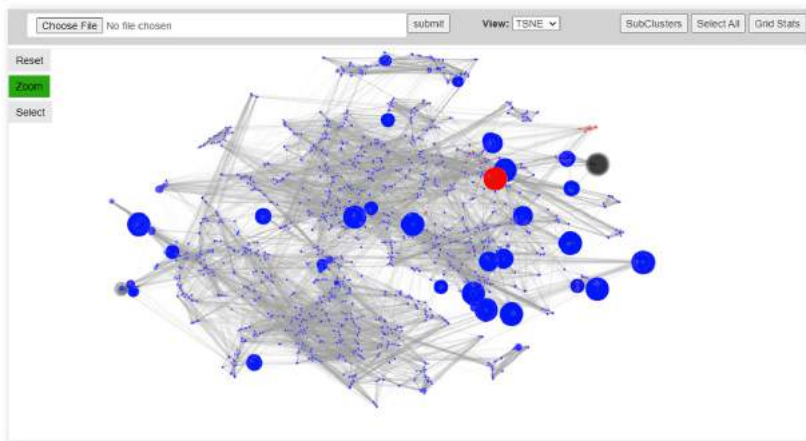 Choose File No file chosen submit View: TSNE SubClusters Select All Grid Stats
Reset
Zoom
Select